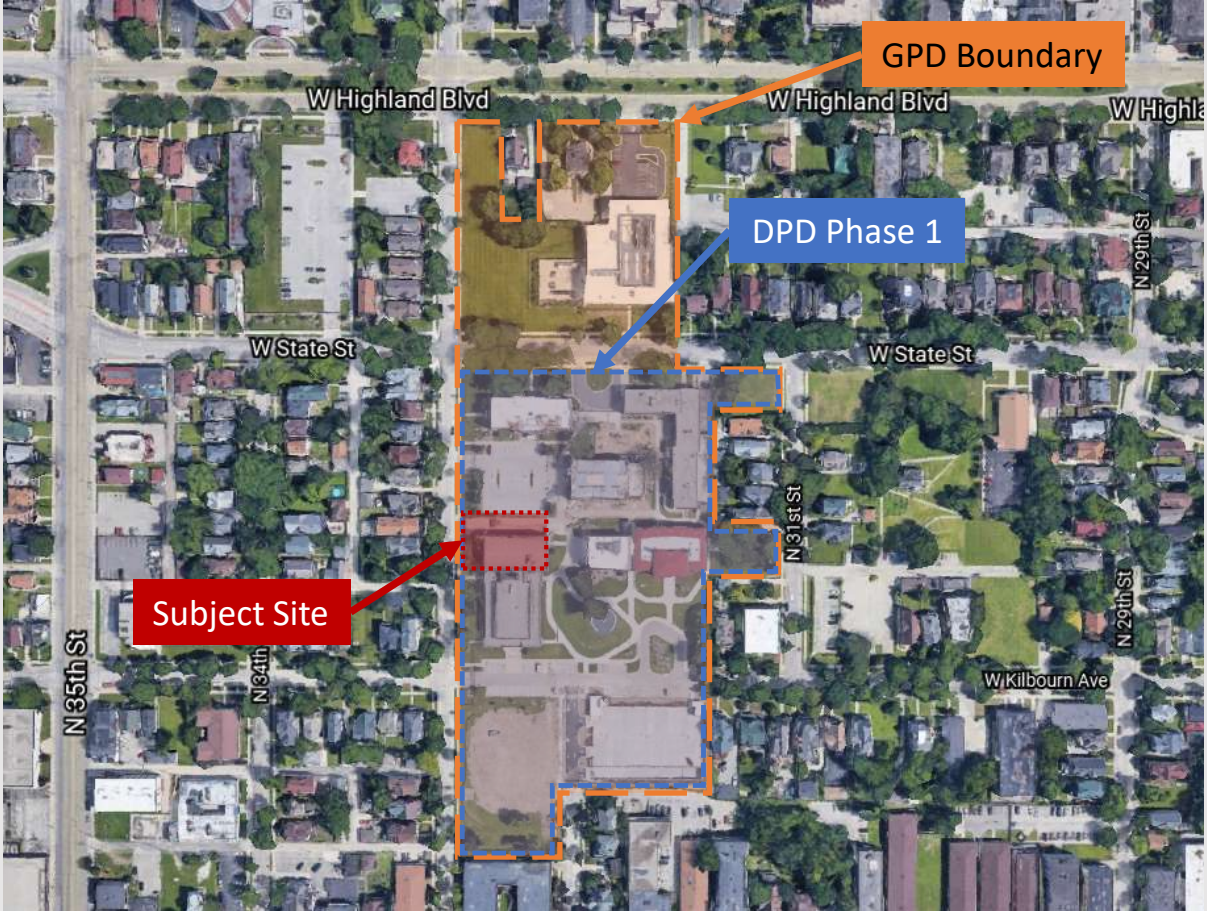 GPD Boundary
W Highland Blvd
W Highland Blvd
W Highla
DPD Phase 1
N 29th St
W State St
W State St
N 31st St
Subject Site
N 35th St
N 34th
N 29th St
W Kilbourn Ave